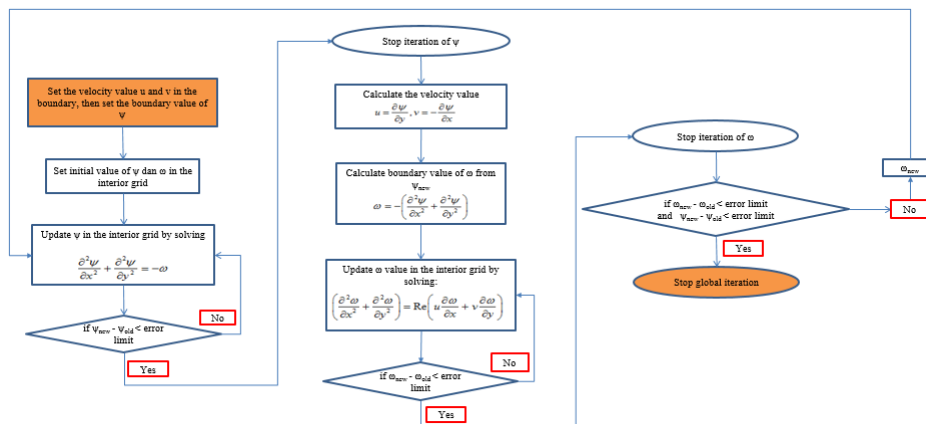 Set the velocity value u and v in the
boundary, then set the boundary value of
ψ
Set initial value of ψ dan ω in the
interior grid
Update ψ in the interior grid by solving
∂²ψ/∂x² + ∂²ψ/∂y² = −ω
No
if ψnew - ψold < error
limit
Yes
Stop iteration of ψ
Calculate the velocity value
u = ∂ψ/∂y, v = −∂ψ/∂x
Calculate boundary value of ω from
ψnew
ω = −(∂²ψ/∂x² + ∂²ψ/∂y²)
Update ω value in the interior grid by
solving:
(∂²ω/∂x² + ∂²ω/∂y²) = Re(u ∂ω/∂x + v ∂ω/∂y)
No
if ωnew - ωold < error
limit
Yes
Stop iteration of ω
if ωnew - ωold < error limit
and ψnew - ψold < error limit
ωnew
No
Yes
Stop global iteration